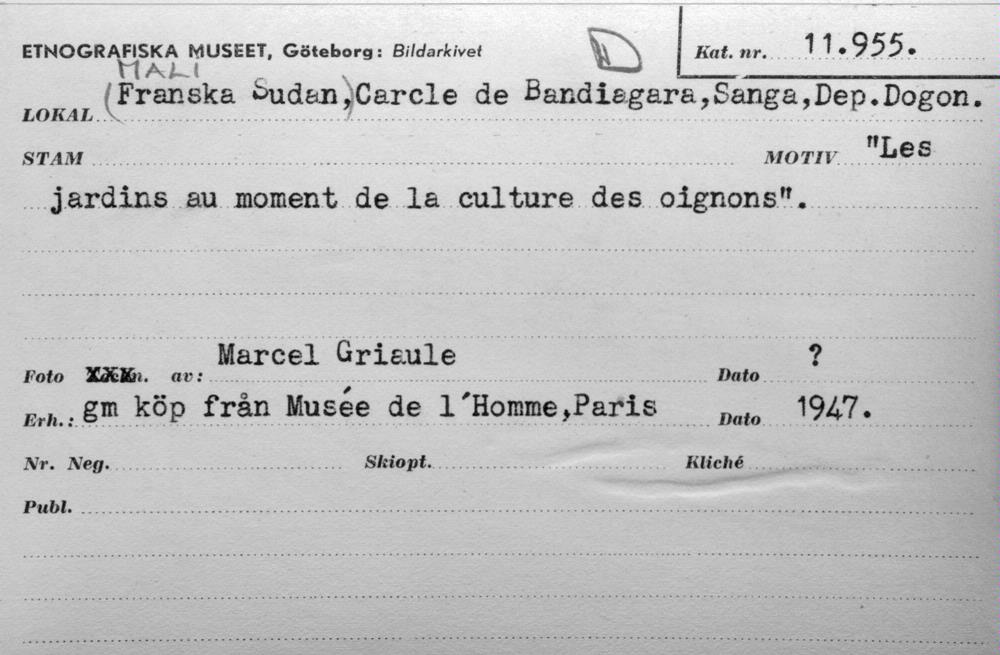 ETNOGRAFISKA MUSEET, Göteborg: Bildarkivet
Kat. nr. 11.955.
MALI
LOKAL (Franska Sudan,) Carcle de Bandiagara, Sanga, Dep. Dogon.
STAM MOTIV "Les
jardins au moment de la culture des oignons".
Foto XXXn. av: Marcel Griaule Dato ?
Erh.: gm köp från Musée de l'Homme, Paris Dato 1947.
Nr. Neg. Skiopt. Kliché
Publ.